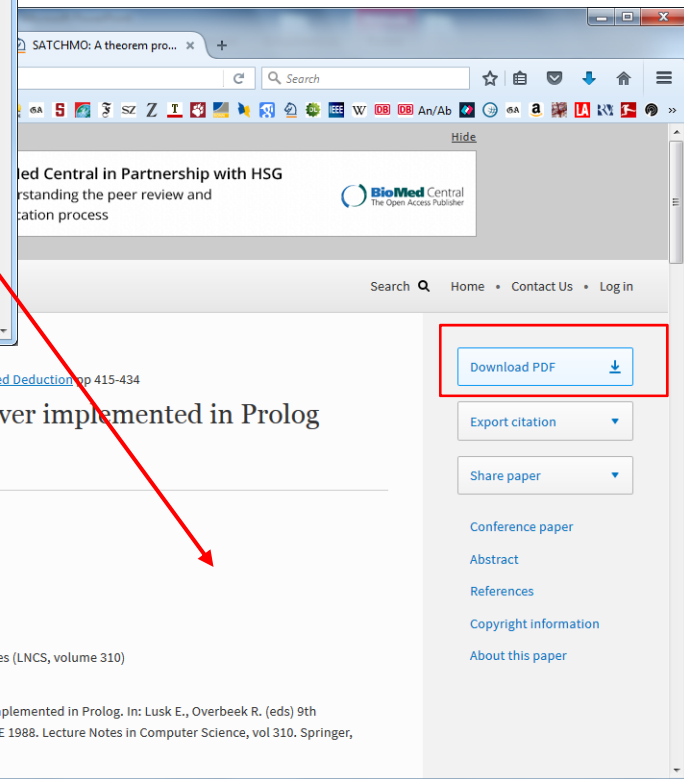 SATCHMO: A theorem pro... × +
Search
An/Ab
Hide
ed Central in Partnership with HSG
rstanding the peer review and
cation process
BioMed Central
The Open Access Publisher
Search Home • Contact Us • Log in
ed Deduction pp 415-434
ver implemented in Prolog
Download PDF
Export citation
Share paper
Conference paper
Abstract
References
Copyright information
About this paper
es (LNCS, volume 310)
plemented in Prolog. In: Lusk E., Overbeek R. (eds) 9th
E 1988. Lecture Notes in Computer Science, vol 310. Springer,